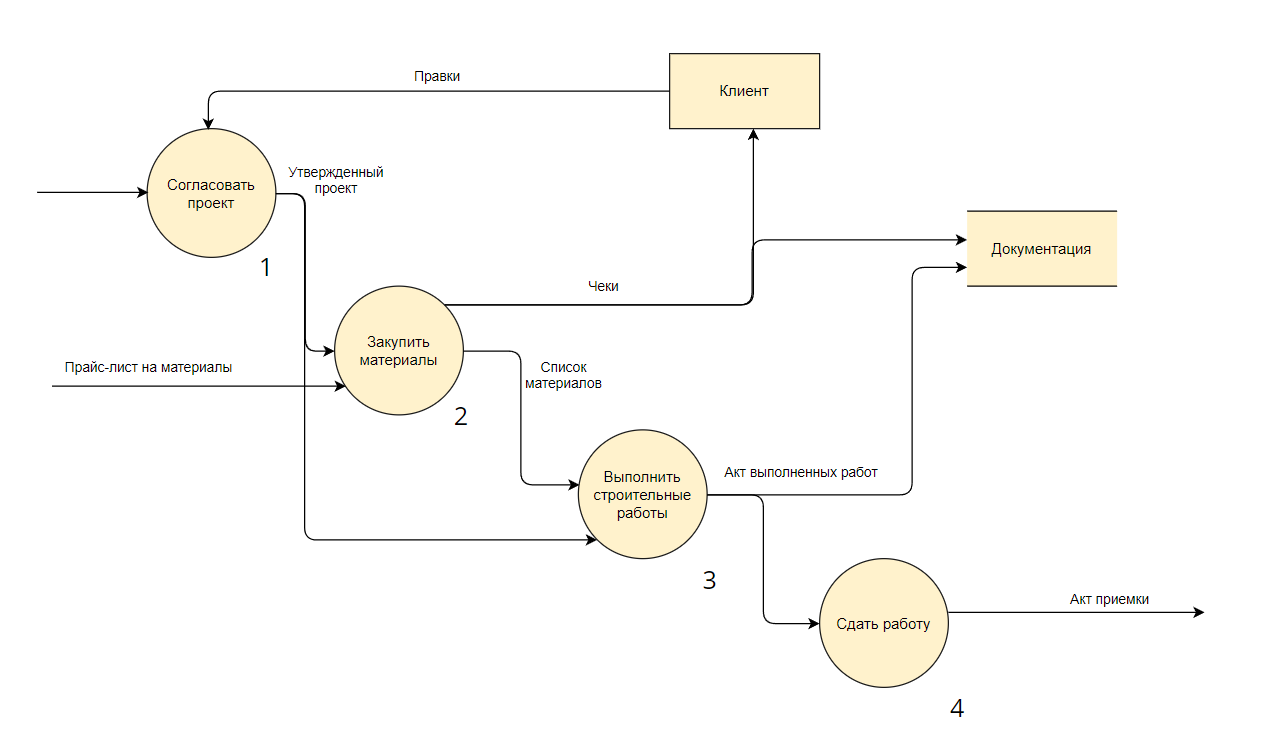 Правки
Клиент
Утвержденный
проект
Согласовать
проект
1
Документация
Чеки
Закупить
материалы
Прайс-лист на материалы
2
Список
материалов
Выполнить
строительные
работы
Акт выполненных работ
3
Сдать работу
Акт приемки
4